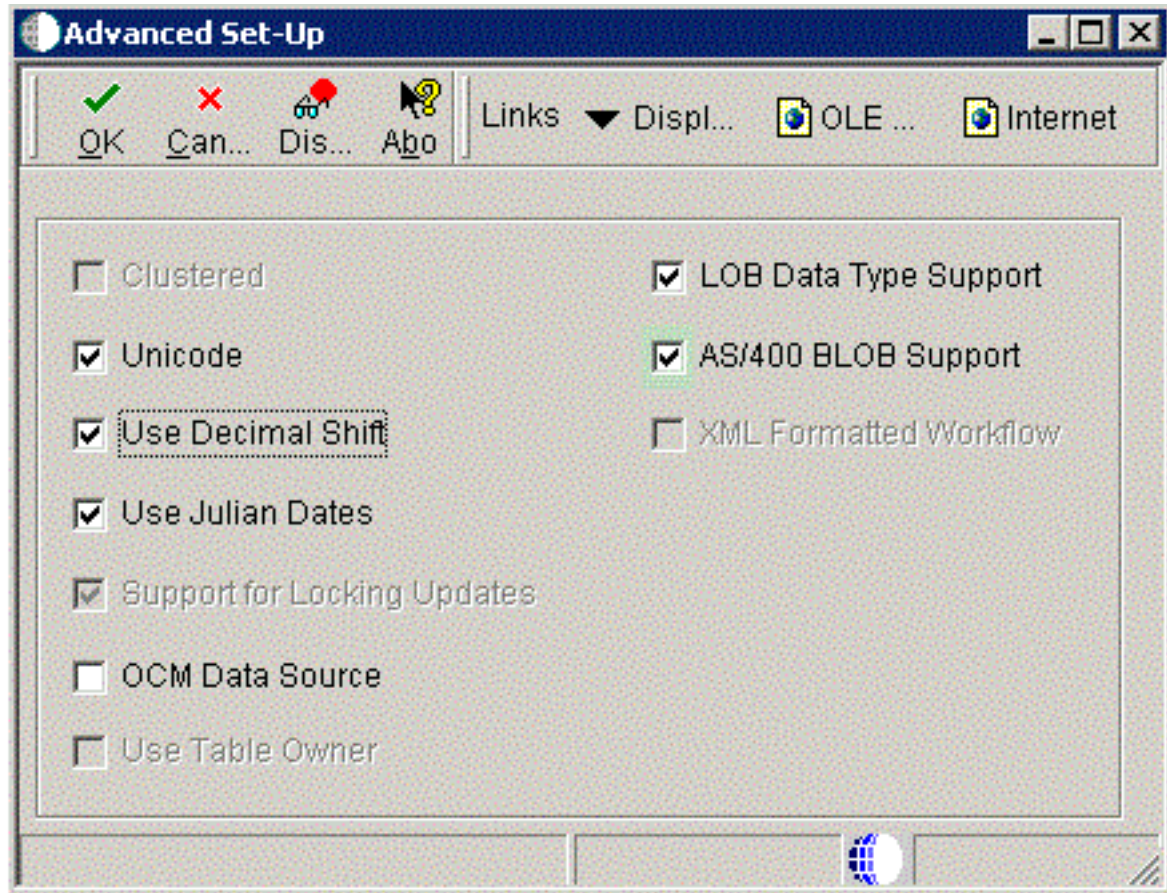 Advanced Set-Up
OK Can... Dis... Abo Links Displ... OLE ... Internet
Clustered
LOB Data Type Support
Unicode
AS/400 BLOB Support
Use Decimal Shift
XML Formatted Workflow
Use Julian Dates
Support for Locking Updates
OCM Data Source
Use Table Owner